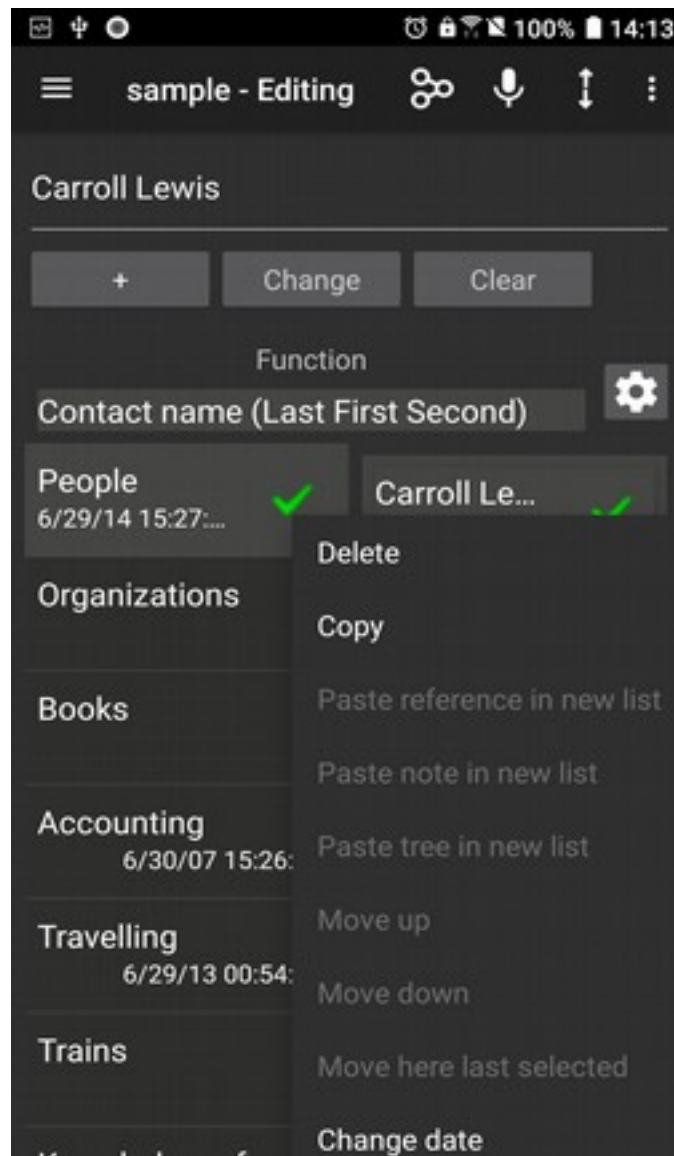 100% 14:13
sample - Editing
Carroll Lewis
+ Change Clear
Function
Contact name (Last First Second)
People
6/29/14 15:27:...
Carroll Le...
Organizations
Books
Accounting
6/30/07 15:26:
Travelling
6/29/13 00:54:
Trains
Delete
Copy
Paste reference in new list
Paste note in new list
Paste tree in new list
Move up
Move down
Move here last selected
Change date